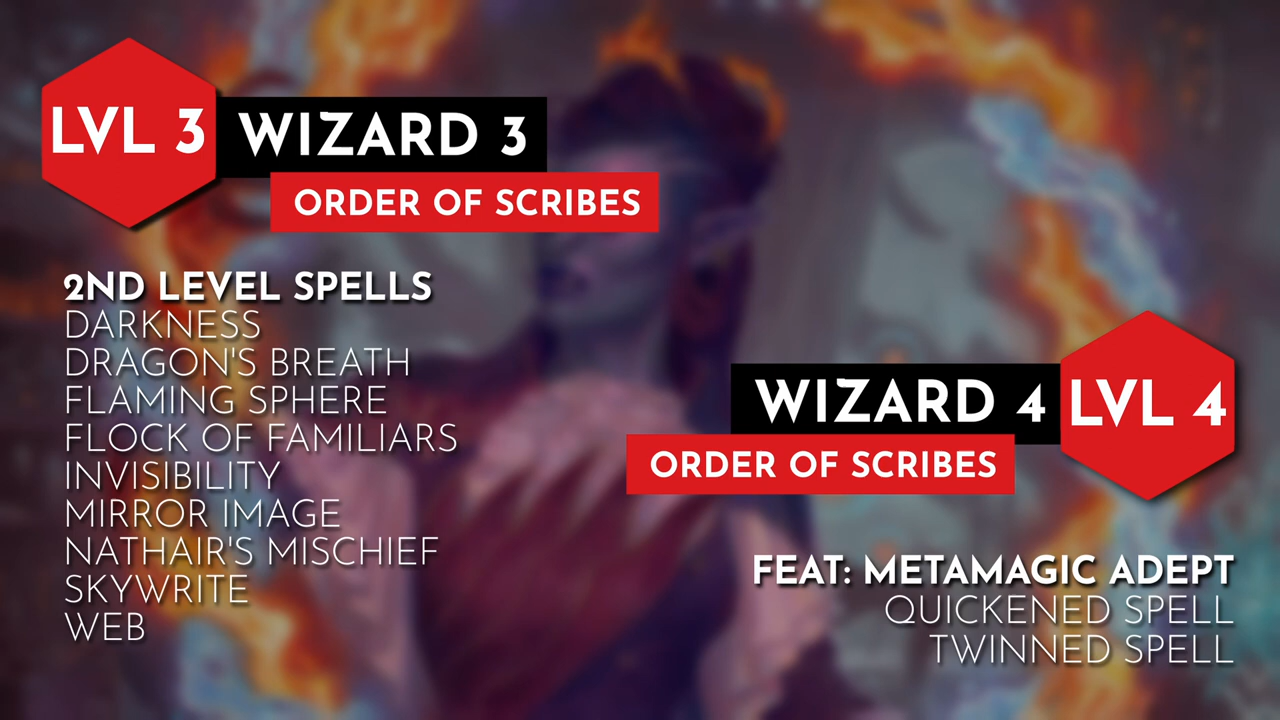 LVL 3
WIZARD 3
ORDER OF SCRIBES
2ND LEVEL SPELLS
DARKNESS
DRAGON'S BREATH
FLAMING SPHERE
FLOCK OF FAMILIARS
INVISIBILITY
MIRROR IMAGE
NATHAIR'S MISCHIEF
SKYWRITE
WEB
WIZARD 4
LVL 4
ORDER OF SCRIBES
FEAT: METAMAGIC ADEPT
QUICKENED SPELL
TWINNED SPELL